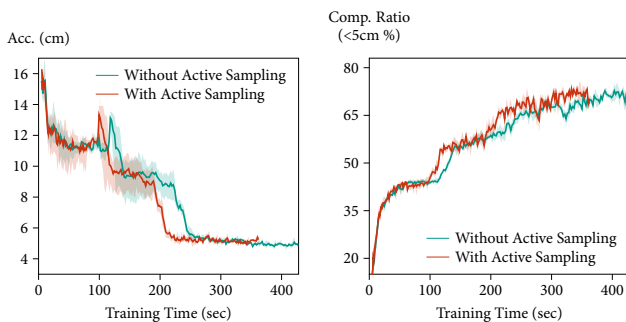 Acc. (cm)
16
14
12
10
8
6
4
0
100
200
300
400
Training Time (sec)
Without Active Sampling
With Active Sampling
Comp. Ratio
(<5cm %)
80
65
50
35
20
0
100
200
300
400
Training Time (sec)
Without Active Sampling
With Active Sampling